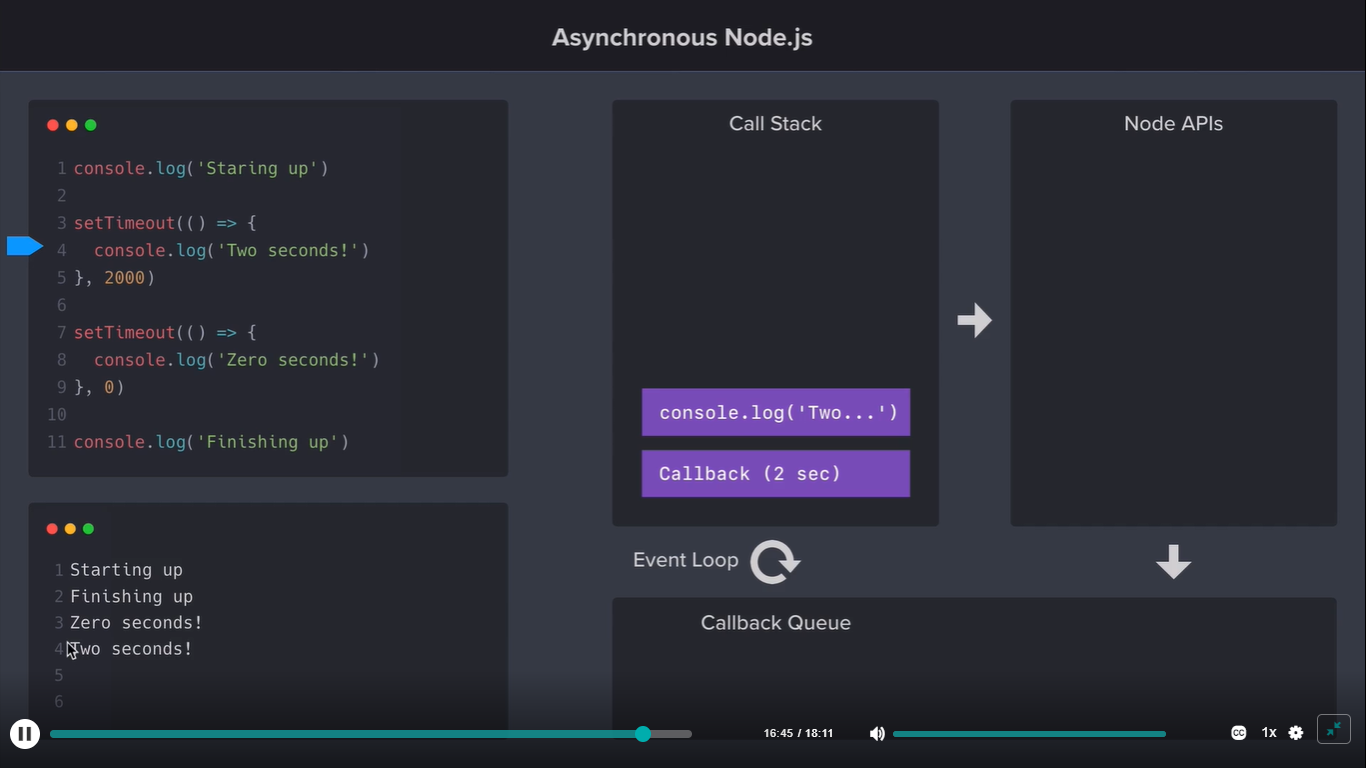 Asynchronous Node.js
1 console.log('Staring up')
2
3 setTimeout(() => {
4   console.log('Two seconds!')
5 }, 2000)
6
7 setTimeout(() => {
8   console.log('Zero seconds!')
9 }, 0)
10
11 console.log('Finishing up')
1 Starting up
2 Finishing up
3 Zero seconds!
4 Two seconds!
5
6
Call Stack
console.log('Two...')
Callback (2 sec)
Node APIs
Event Loop
Callback Queue
16:45 / 18:11
CC
1x